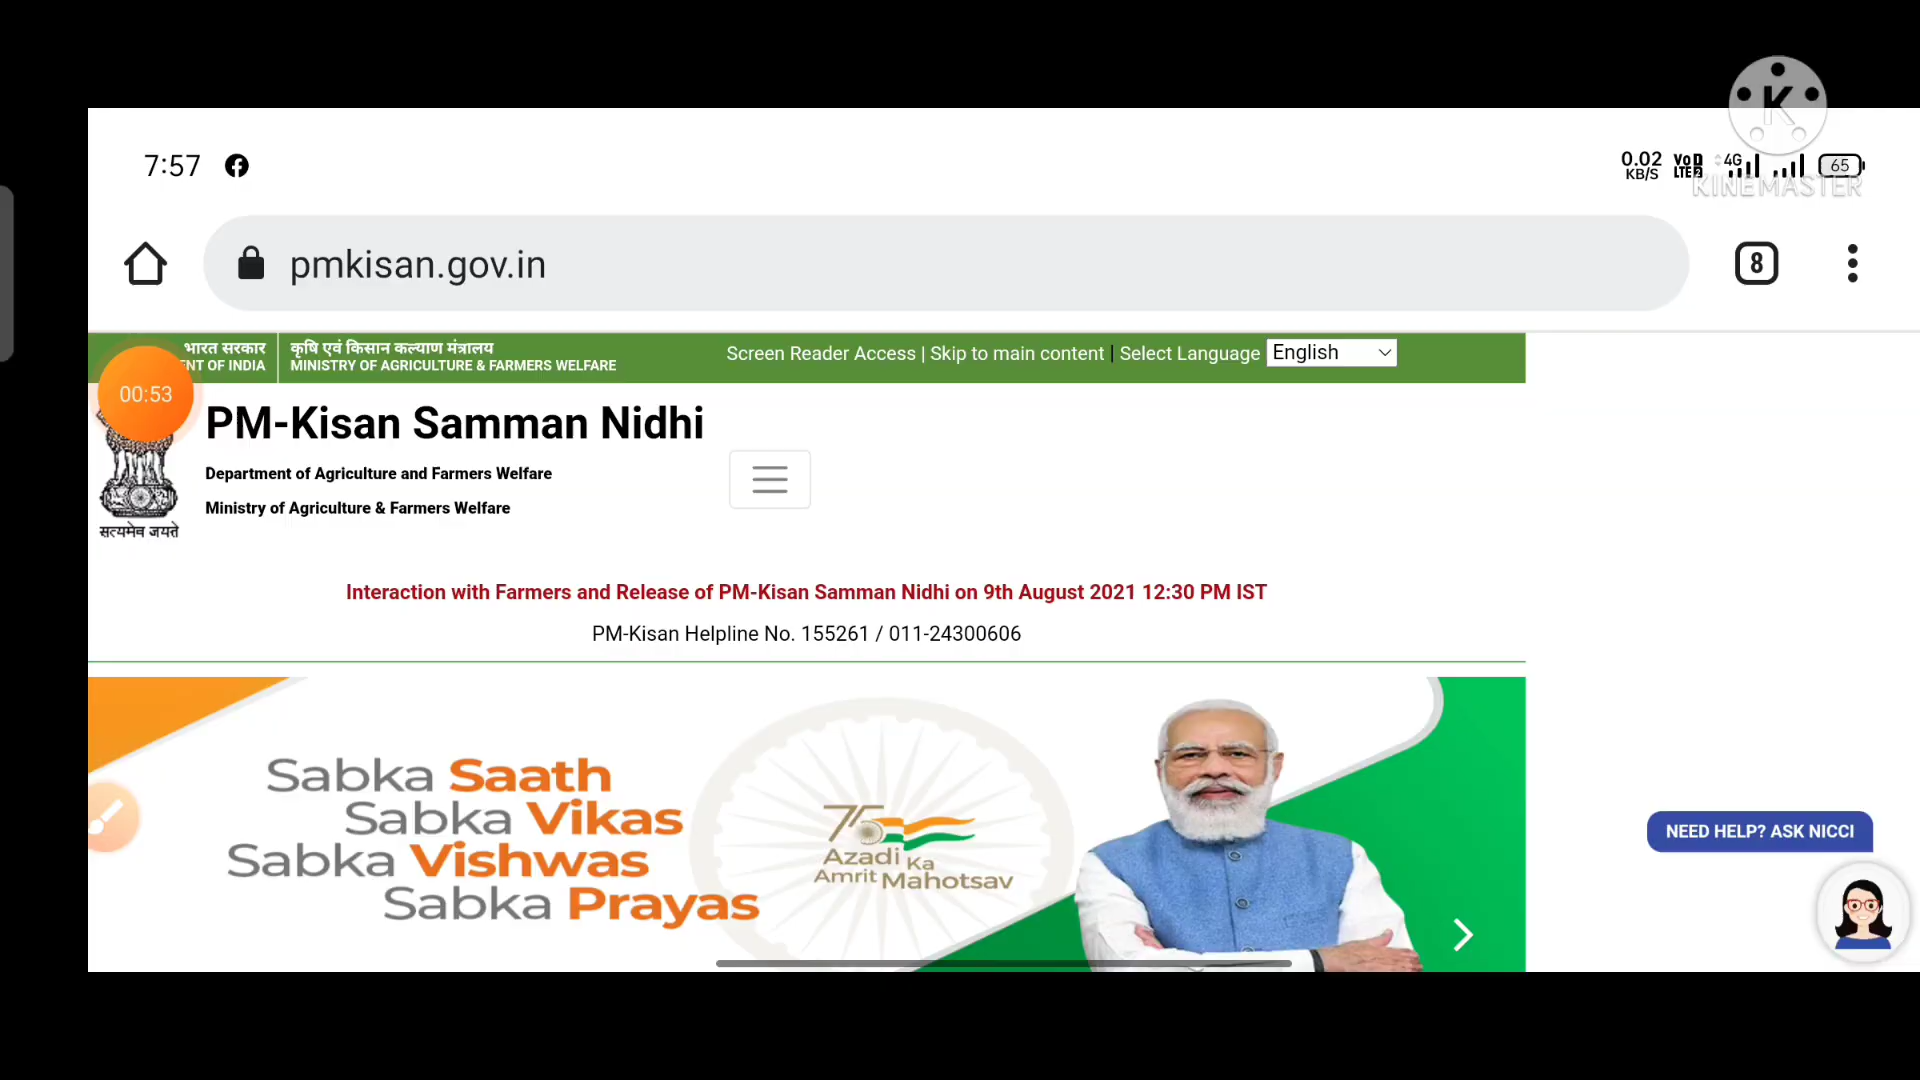 7:57
0.02
KB/S
VoD
LTE2
4G
65
K
KINEMASTER
pmkisan.gov.in
8
भारत सरकार
NT OF INDIA
कृषि एवं किसान कल्याण मंत्रालय
MINISTRY OF AGRICULTURE & FARMERS WELFARE
Screen Reader Access | Skip to main content | Select Language English
00:53
PM-Kisan Samman Nidhi
Department of Agriculture and Farmers Welfare
Ministry of Agriculture & Farmers Welfare
सत्यमेव जयते
Interaction with Farmers and Release of PM-Kisan Samman Nidhi on 9th August 2021 12:30 PM IST
PM-Kisan Helpline No. 155261 / 011-24300606
Sabka Saath
Sabka Vikas
Sabka Vishwas
Sabka Prayas
75
Azadi Ka
Amrit Mahotsav
NEED HELP? ASK NICCI